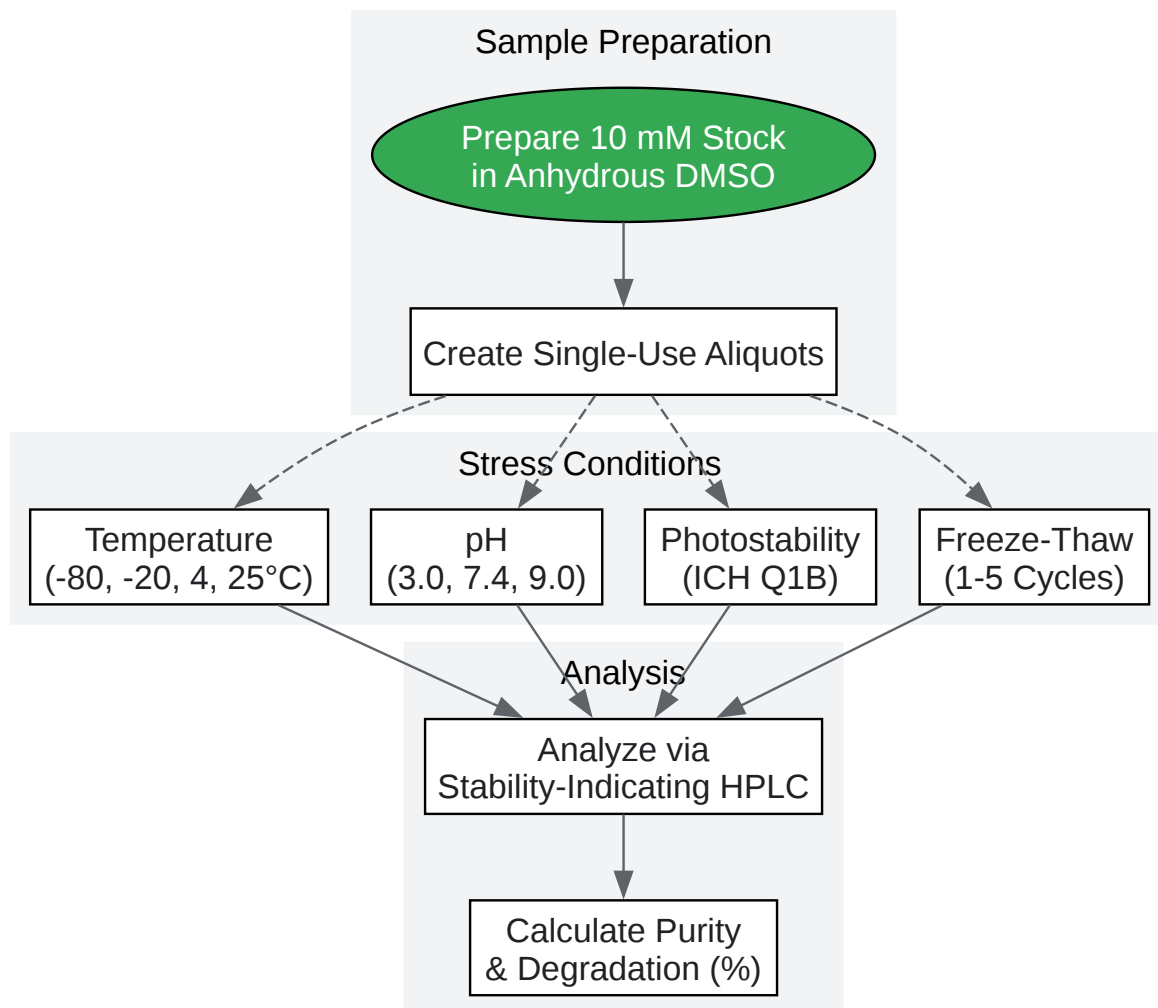 Sample Preparation
Prepare 10 mM Stock
in Anhydrous DMSO
Create Single-Use Aliquots
Stress Conditions
Temperature
(-80, -20, 4, 25°C)
pH
(3.0, 7.4, 9.0)
Photostability
(ICH Q1B)
Freeze-Thaw
(1-5 Cycles)
Analysis
Analyze via
Stability-Indicating HPLC
Calculate Purity
& Degradation (%)